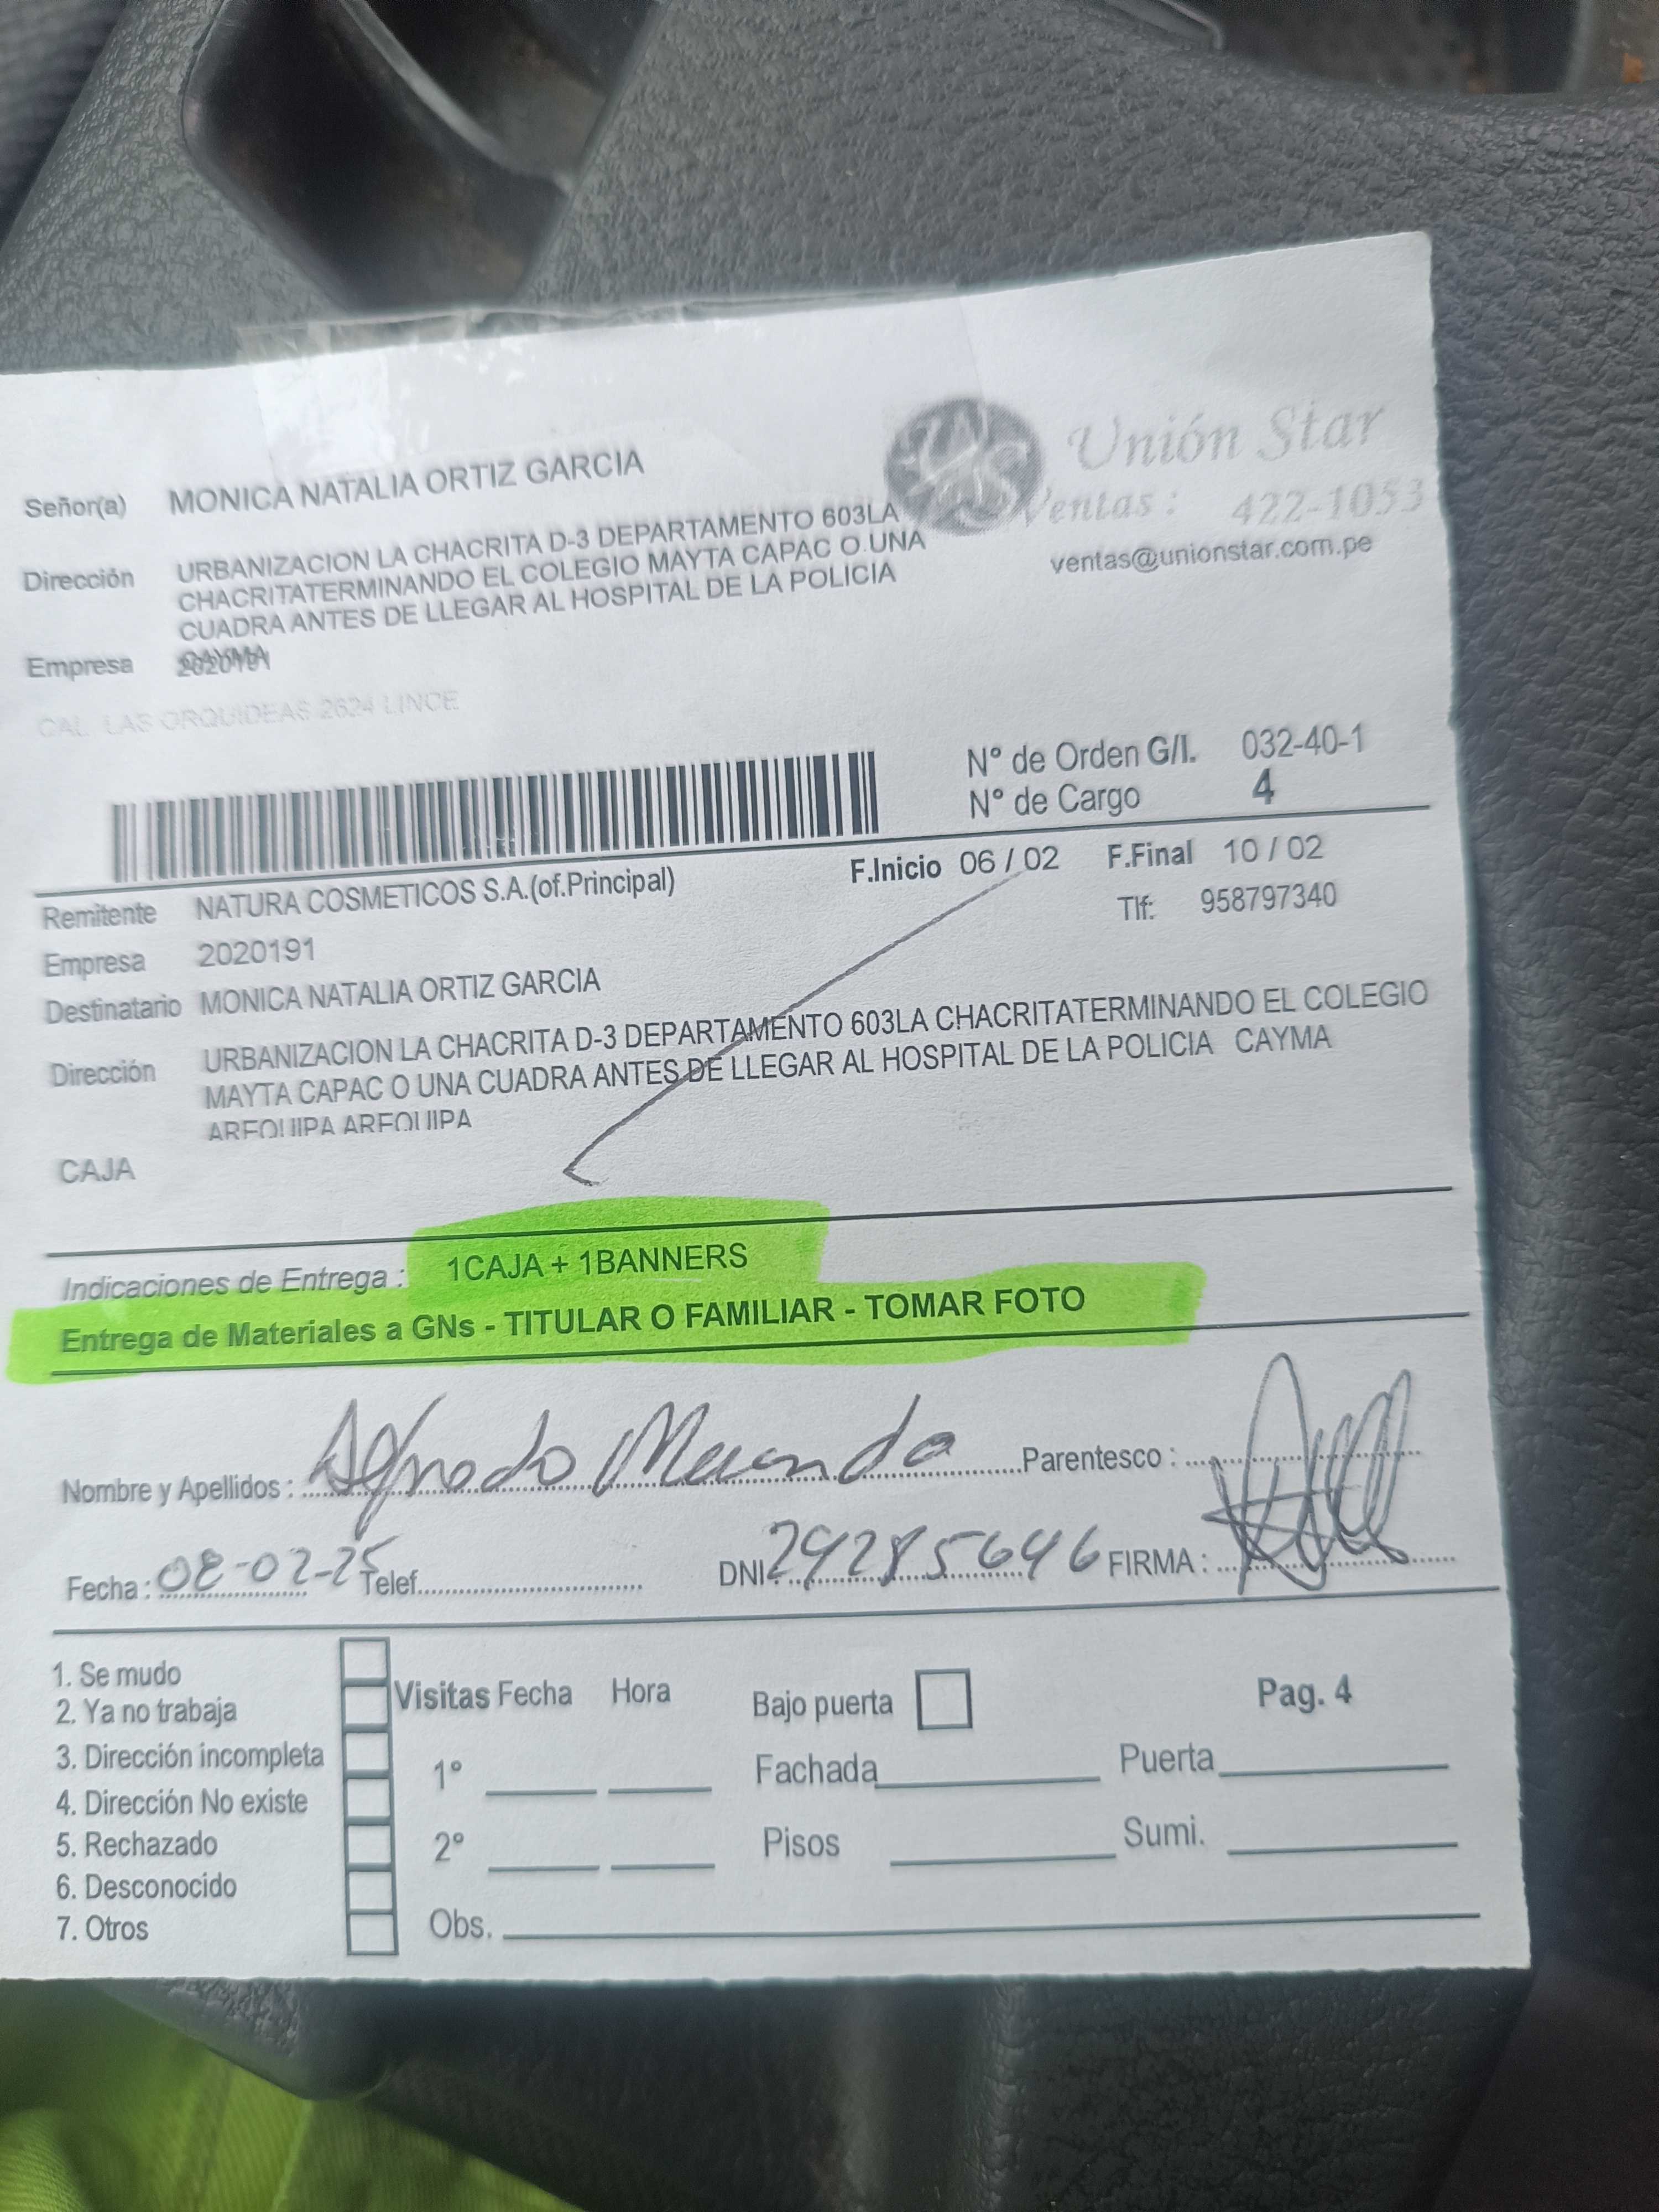 Unión Star
Ventas : 422-1053
ventas@unionstar.com.pe
Señor(a) MONICA NATALIA ORTIZ GARCIA
Dirección URBANIZACION LA CHACRITA D-3 DEPARTAMENTO 603LA
CHACRITATERMINANDO EL COLEGIO MAYTA CAPAC O UNA
CUADRA ANTES DE LLEGAR AL HOSPITAL DE LA POLICIA
CAYMA
Empresa 2020191
CAL. LAS ORQUIDEAS 2624 LINCE
N° de Orden G/I. 032-40-1
N° de Cargo 4
F.Inicio 06 / 02 F.Final 10 / 02
Remitente NATURA COSMETICOS S.A.(of.Principal)
Tlf: 958797340
Empresa 2020191
Destinatario MONICA NATALIA ORTIZ GARCIA
Dirección URBANIZACION LA CHACRITA D-3 DEPARTAMENTO 603LA CHACRITATERMINANDO EL COLEGIO
MAYTA CAPAC O UNA CUADRA ANTES DE LLEGAR AL HOSPITAL DE LA POLICIA CAYMA
AREQUIPA AREQUIPA
CAJA
Indicaciones de Entrega : 1CAJA + 1BANNERS
Entrega de Materiales a GNs - TITULAR O FAMILIAR - TOMAR FOTO
Nombre y Apellidos : Alfredo Parentesco :
Fecha : 08-02-25 Telef. DNI: 29285646 FIRMA :
1. Se mudo
2. Ya no trabaja
3. Dirección incompleta
4. Dirección No existe
5. Rechazado
6. Desconocido
7. Otros
Visitas Fecha Hora
1°
2°
Obs.
Bajo puerta
Fachada
Pisos
Pag. 4
Puerta
Sumi.